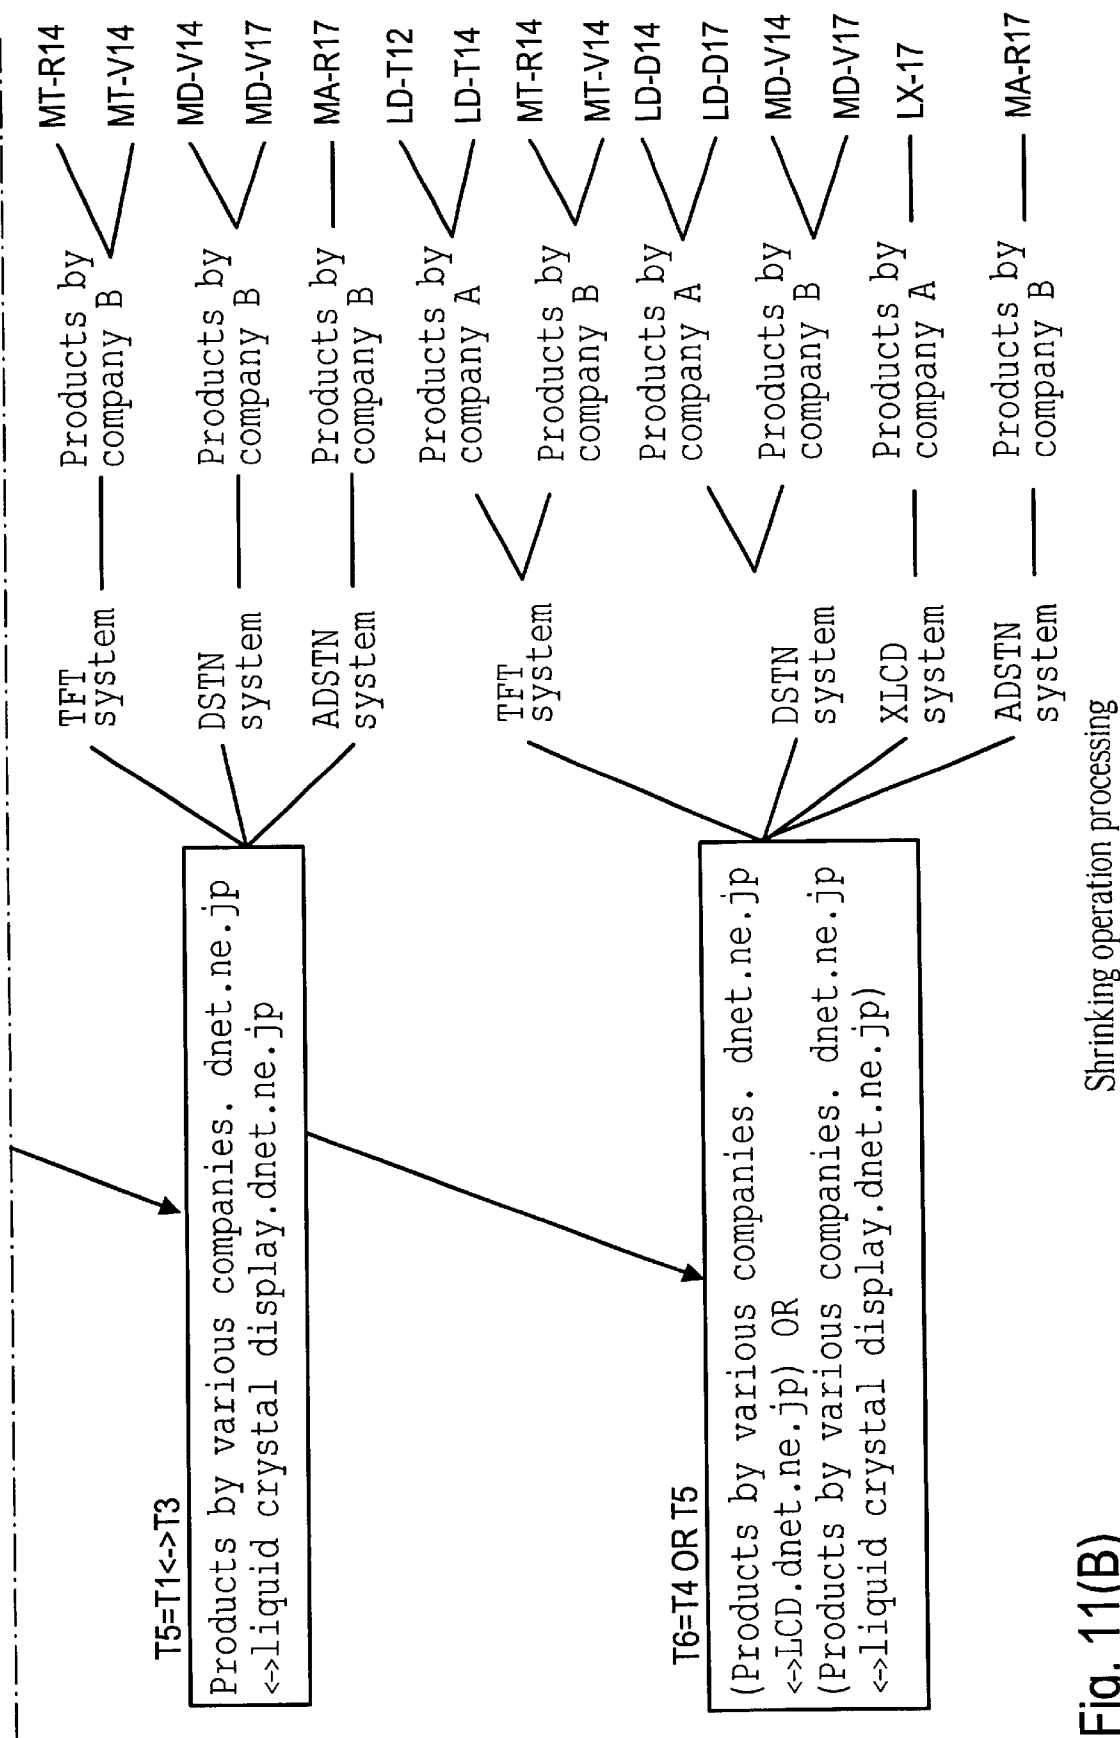 T5=T1<->T3
Products by various companies. dnet.ne.jp
<->liquid crystal display.dnet.ne.jp
TFT
system
Products by
company B
MT-R14
MT-V14
DSTN
system
Products by
company B
MD-V14
MD-V17
ADSTN
system
Products by
company B
MA-R17
T6=T4 OR T5
(Products by various companies. dnet.ne.jp
<->LCD.dnet.ne.jp) OR
(Products by various companies. dnet.ne.jp
<->liquid crystal display.dnet.ne.jp)
TFT
system
Products by
company A
LD-T12
LD-T14
Products by
company B
MT-R14
MT-V14
DSTN
system
Products by
company A
LD-D14
LD-D17
Products by
company B
MD-V14
MD-V17
XLCD
system
Products by
company A
LX-17
ADSTN
system
Products by
company B
MA-R17
Shrinking operation processing
Fig. 11(B)